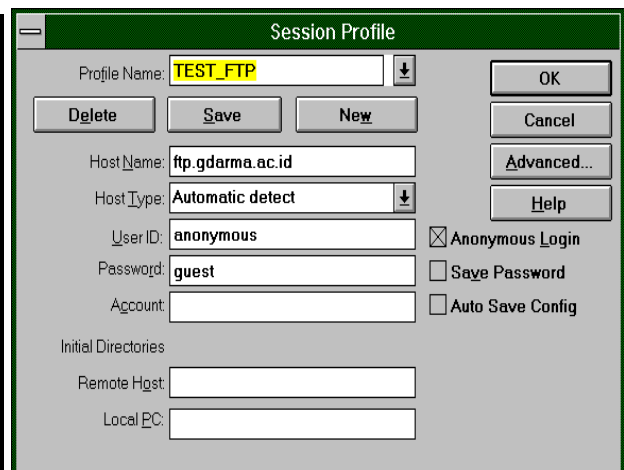 Session Profile
Profile Name: TEST_FTP
OK
Delete Save New
Cancel
Host Name: ftp.gdarma.ac.id
Advanced...
Host Type: Automatic detect
Help
User ID: anonymous
Anonymous Login
Password: guest
Save Password
Account:
Auto Save Config
Initial Directories
Remote Host:
Local PC: